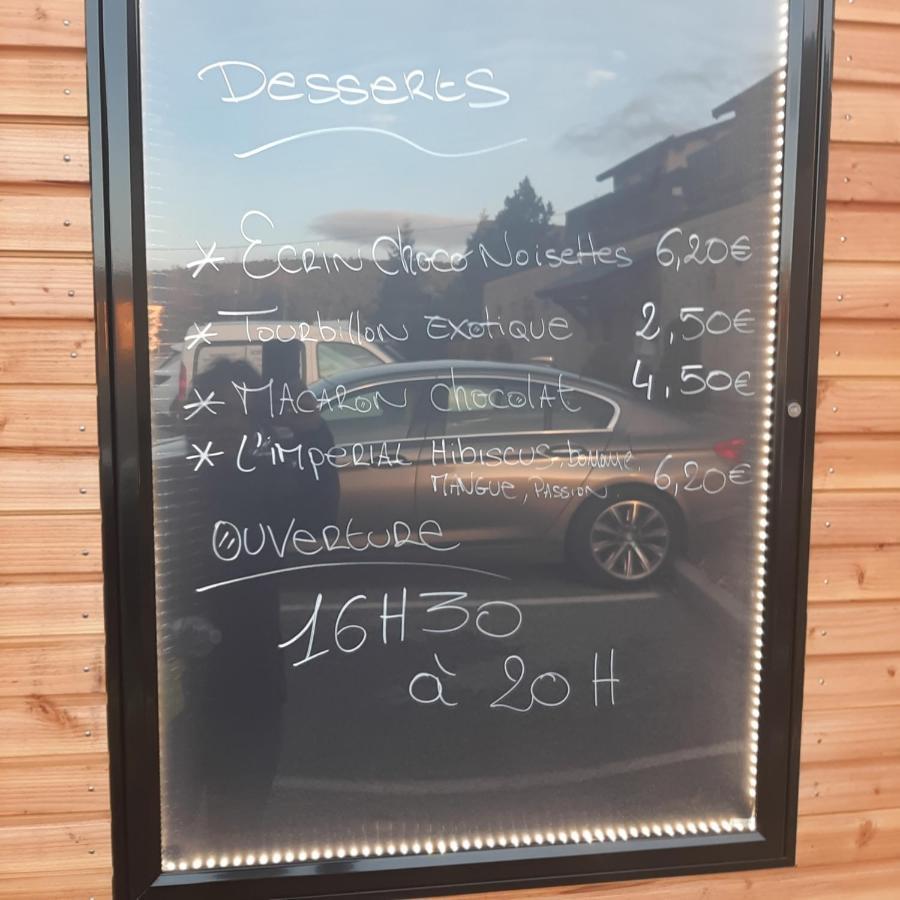 Desserts
* Ecrin Choco Noisettes 6,20€
* Tourbillon exotique 2,50€
* Macaron chocolat 4,50€
* L'imperial Hibiscus, banane,
Mangue, Passion. 6,20€
Ouverture
16H30
à 20H